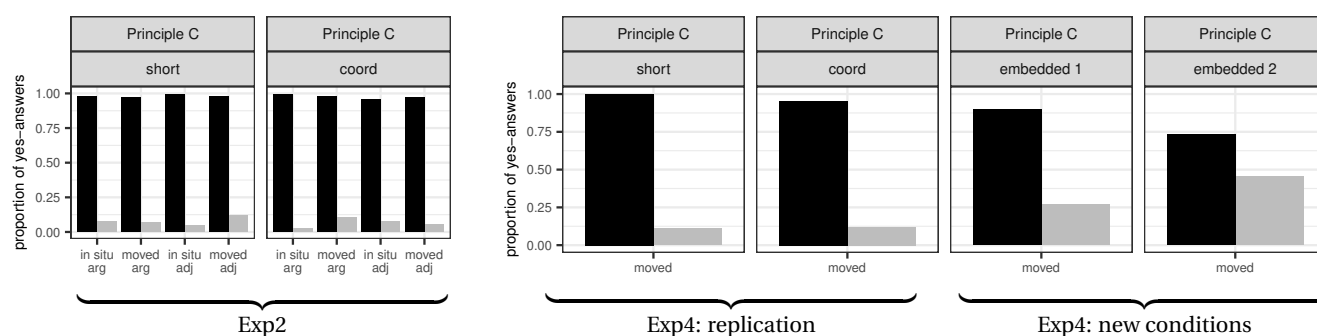 Principle C
Principle C
short
coord
proportion of yes−answers
1.00
0.75
0.50
0.25
0.00
in situ arg
moved arg
in situ adj
moved adj
in situ arg
moved arg
in situ adj
moved adj
Exp2
Principle C
Principle C
Principle C
Principle C
short
coord
embedded 1
embedded 2
proportion of yes−answers
1.00
0.75
0.50
0.25
0.00
moved
moved
moved
moved
Exp4: replication
Exp4: new conditions